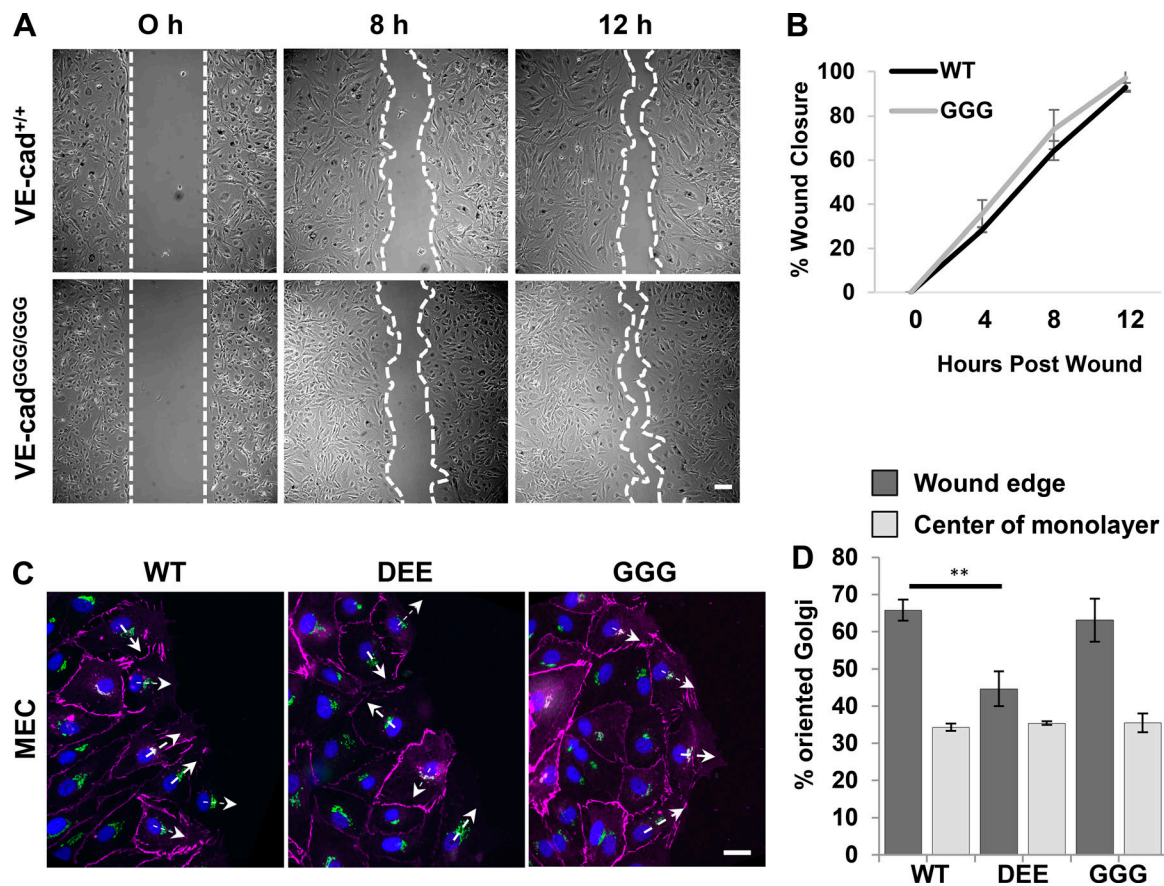 A
O h
8 h
12 h
VE-cad+/+
VE-cadGGG/GGG
B
100
80
60
40
20
0
% Wound Closure
WT
GGG
0 4 8 12
Hours Post Wound
C
WT
DEE
GGG
MEC
Wound edge
Center of monolayer
D
80
70
60
50
40
30
20
10
0
% oriented Golgi
**
WT DEE GGG